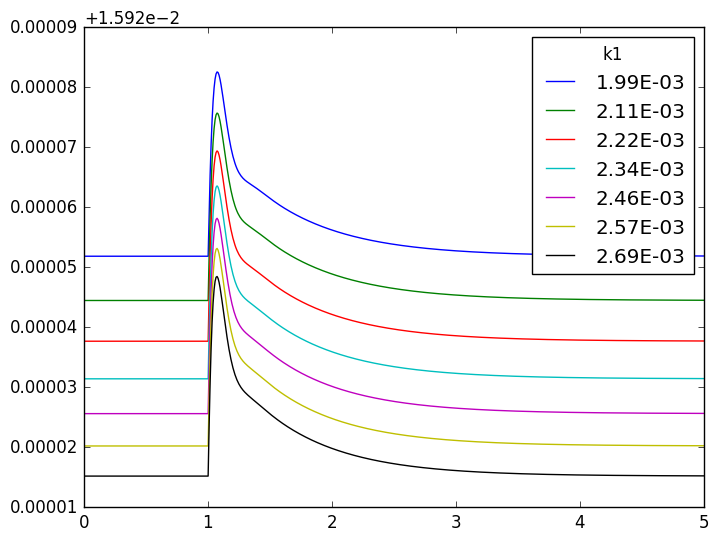 +1.592e−2
0.00009
0.00008
0.00007
0.00006
0.00005
0.00004
0.00003
0.00002
0.00001
k1
1.99E-03
2.11E-03
2.22E-03
2.34E-03
2.46E-03
2.57E-03
2.69E-03
0 1 2 3 4 5